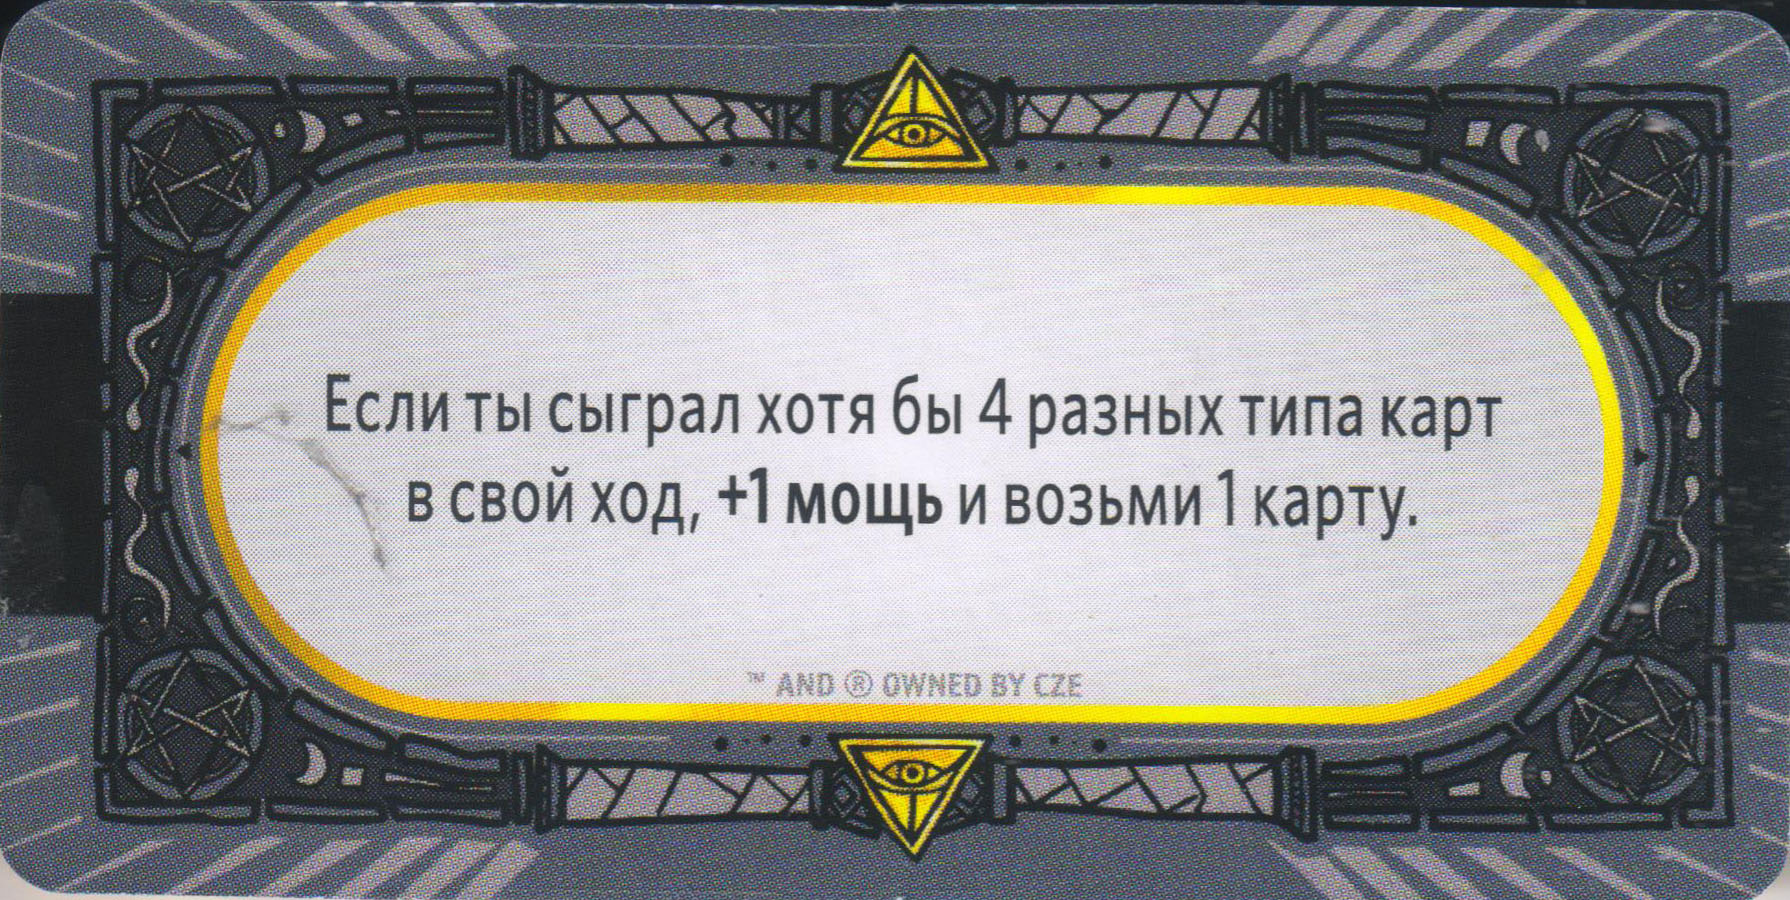 Если ты сыграл хотя бы 4 разных типа карт
в свой ход, +1 мощь и возьми 1 карту.
™ AND ® OWNED BY CZE